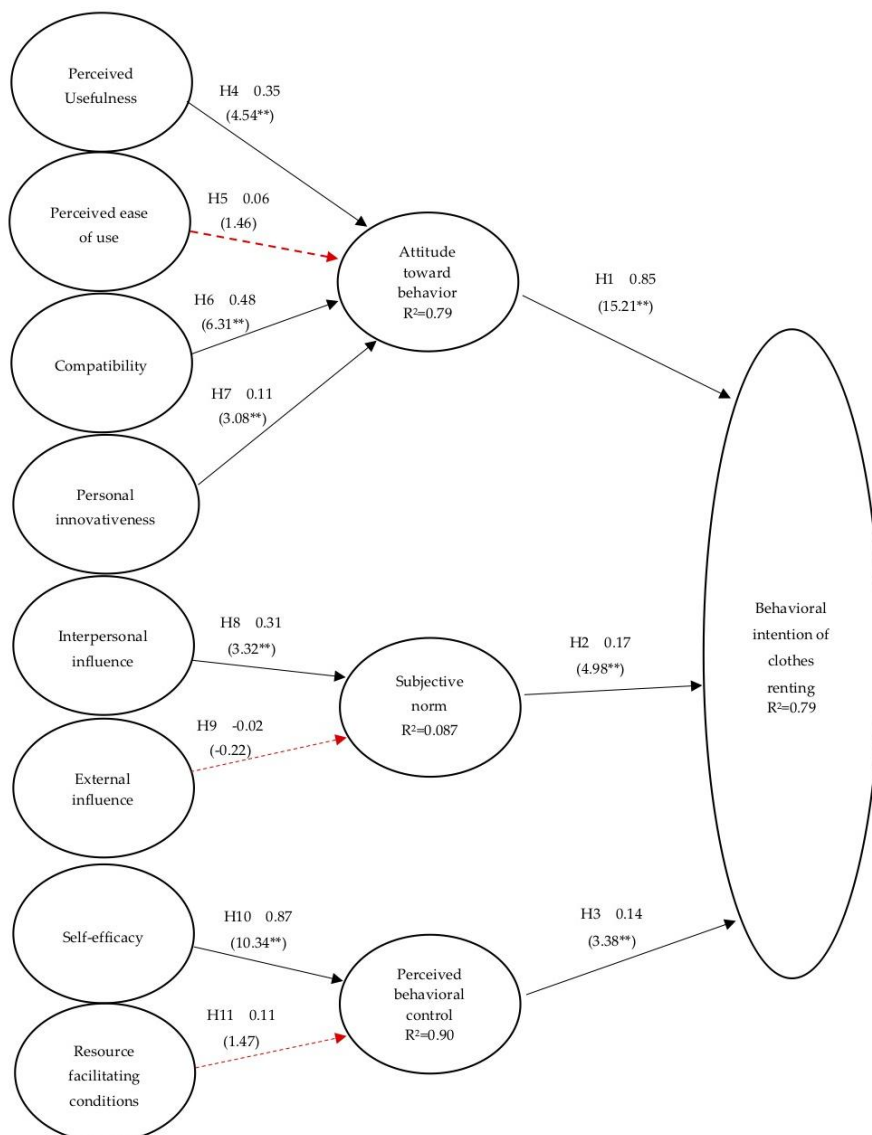 Perceived
Usefulness
H4 0.35
(4.54**)
Perceived ease
of use
H5 0.06
(1.46)
Attitude
toward
behavior
R²=0.79
H1 0.85
(15.21**)
Compatibility
H6 0.48
(6.31**)
H7 0.11
(3.08**)
Personal
innovativeness
Interpersonal
influence
H8 0.31
(3.32**)
Subjective
norm
R²=0.087
H2 0.17
(4.98**)
Behavioral
intention of
clothes
renting
R²=0.79
H9 -0.02
(-0.22)
External
influence
Self-efficacy
H10 0.87
(10.34**)
Perceived
behavioral
control
R²=0.90
H3 0.14
(3.38**)
H11 0.11
(1.47)
Resource
facilitating
conditions